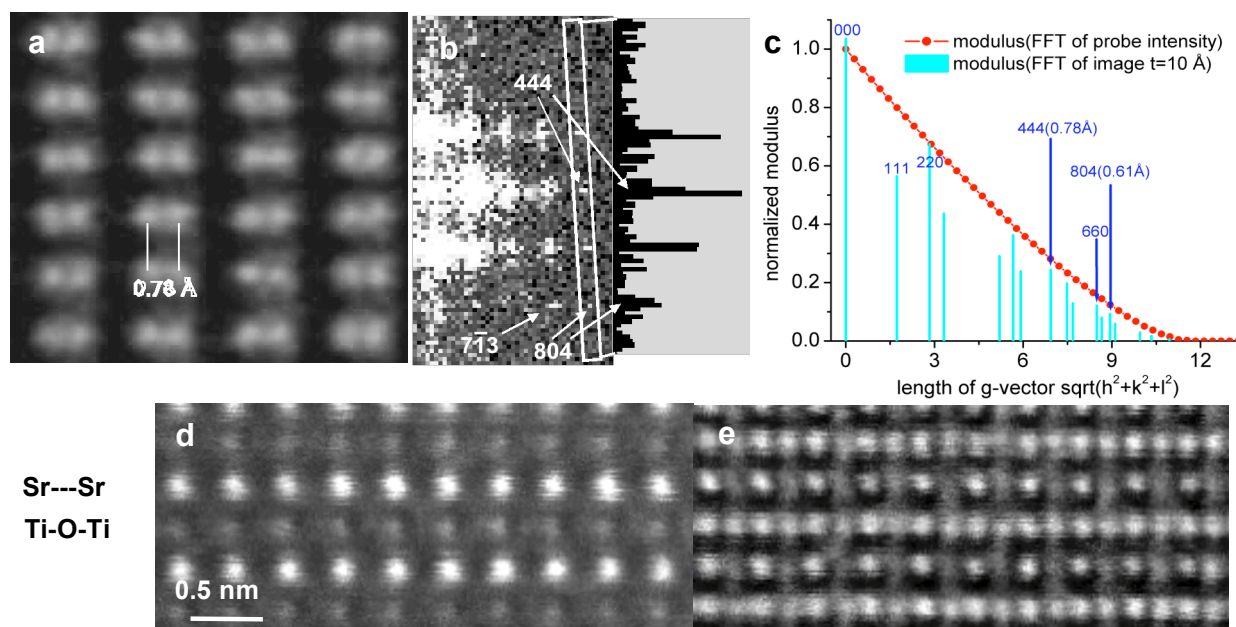 a
0.78 Å
b
444
71̄3
804
c
000
modulus(FFT of probe intensity)
modulus(FFT of image t=10 Å)
1.0
0.8
0.6
0.4
0.2
0.0
normalized modulus
111
220
444(0.78Å)
804(0.61Å)
660
0
3
6
9
12
length of g-vector sqrt(h²+k²+l²)
d
e
Sr---Sr
Ti-O-Ti
0.5 nm